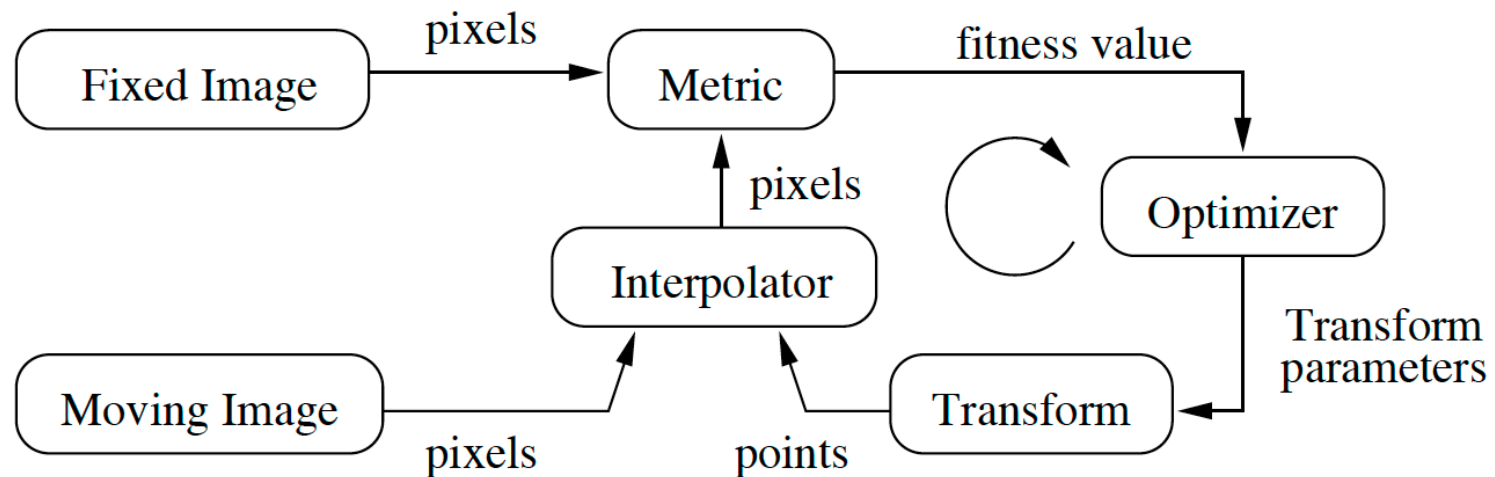 pixels
fitness value
Fixed Image
Metric
pixels
Optimizer
Interpolator
Transform
parameters
Moving Image
Transform
pixels
points